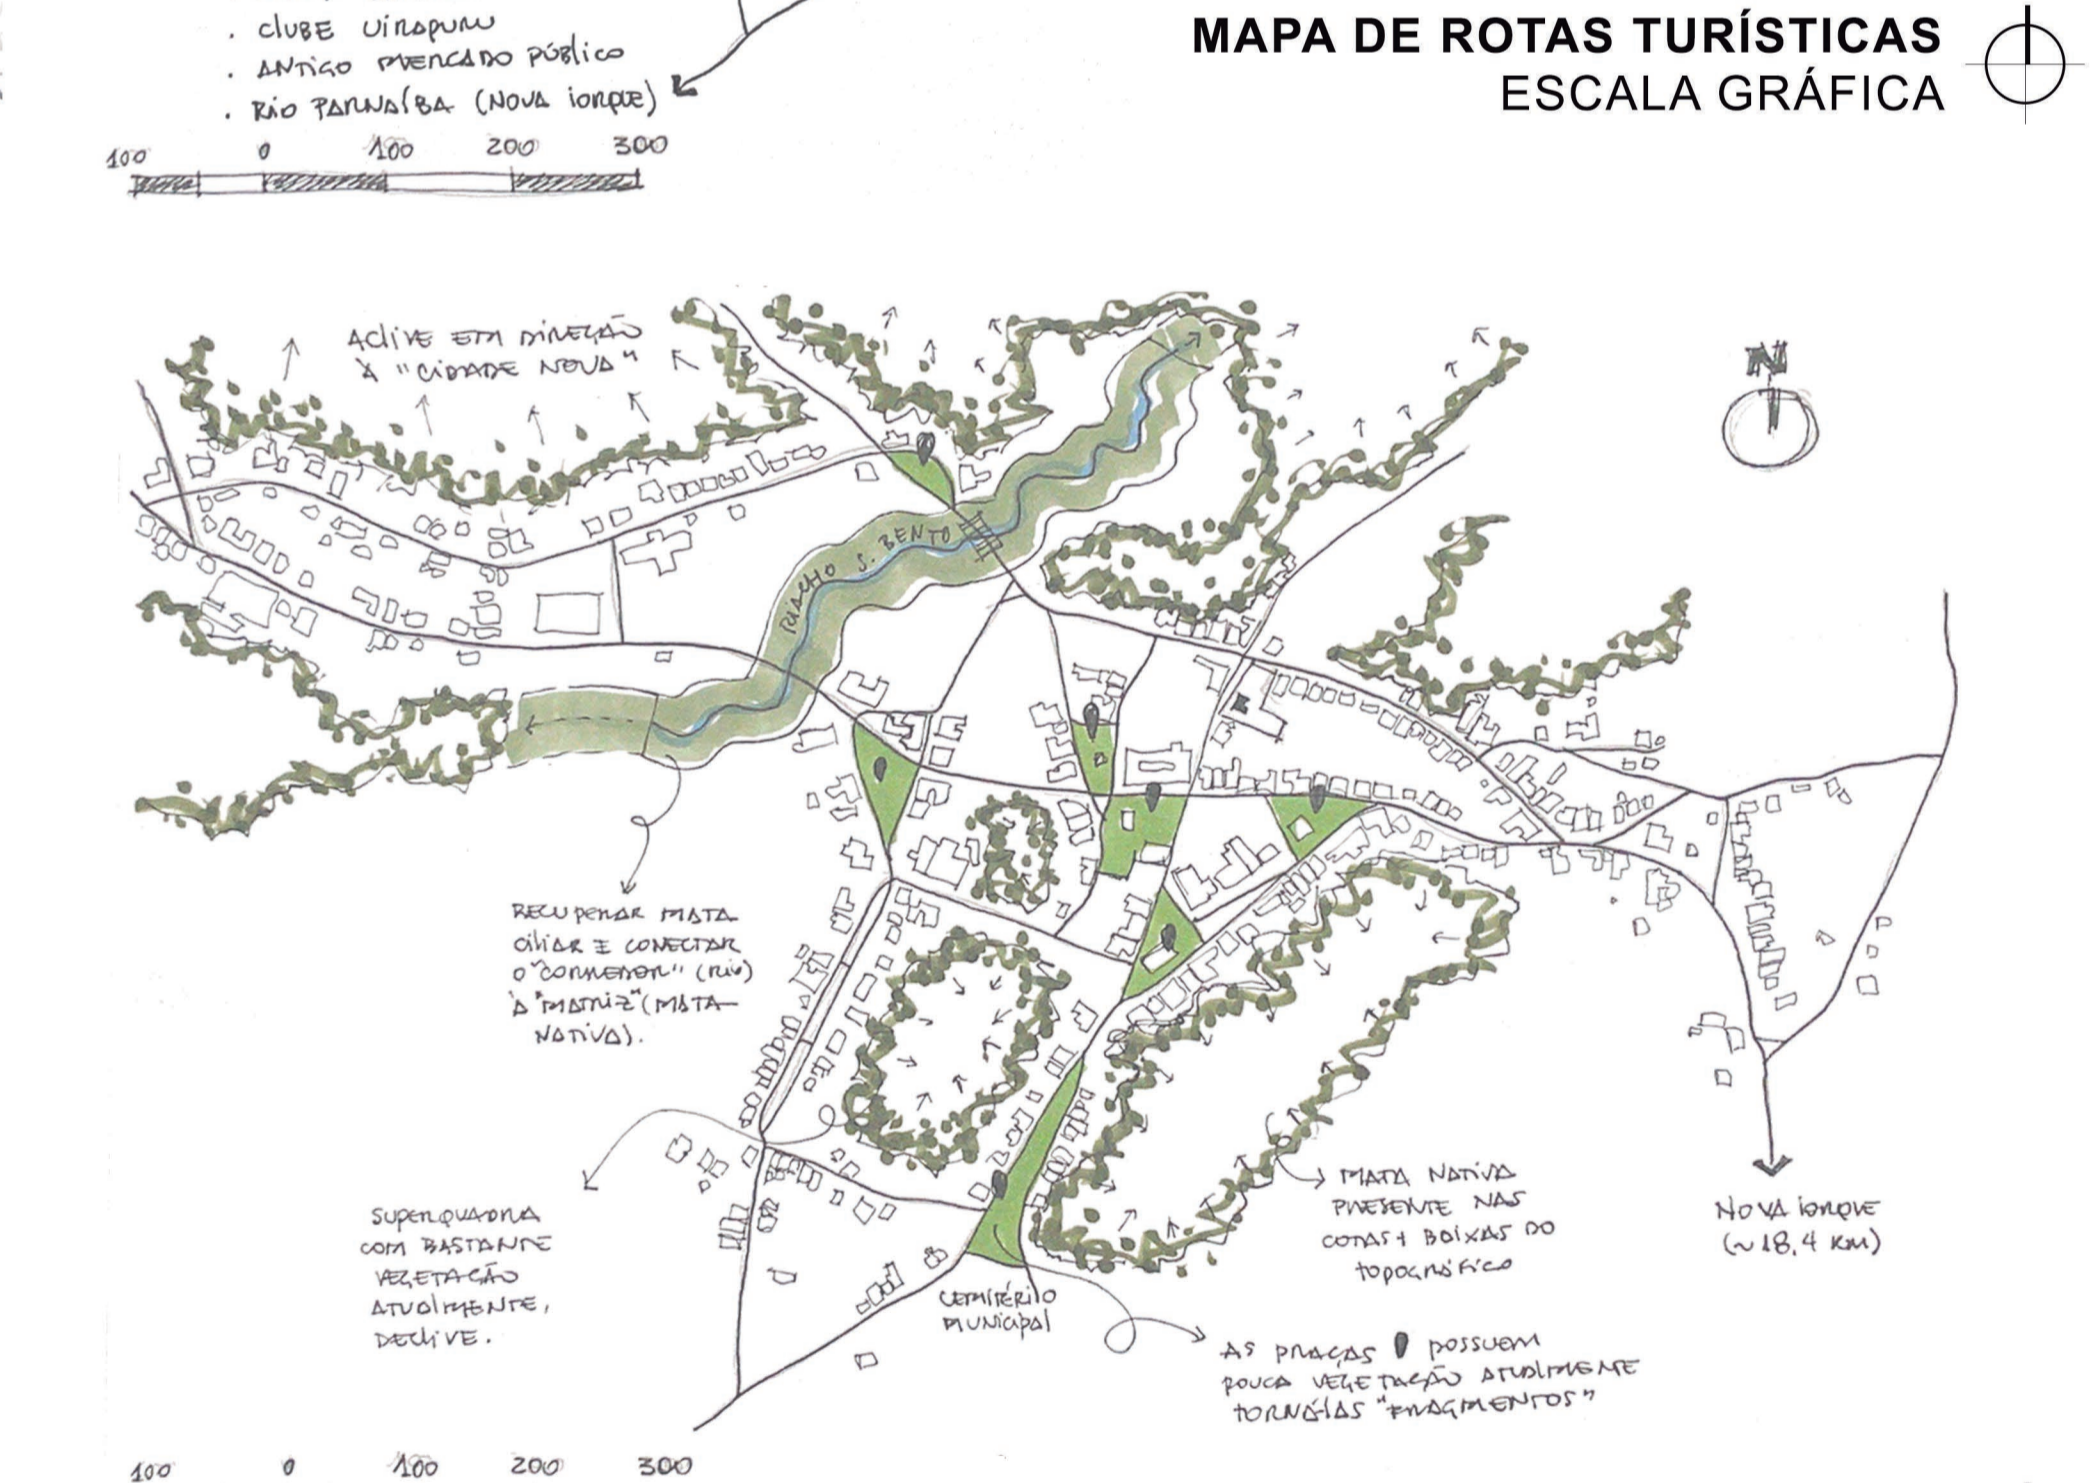 . CLUBE UIRAPURU
. ANTIGO MERCADO PÚBLICO
. RIO PARNAÍBA (NOVA IORQUE)
100 0 100 200 300
MAPA DE ROTAS TURÍSTICAS
ESCALA GRÁFICA
ACLIVE EM DIREÇÃO
À "CIDADE NOVA"
N
RIACHO S. BENTO
RECUPERAR MATA
CILIAR E CONECTAR
O "CORREDOR" (RIO)
À "MATRIZ" (MATA
NATIVA).
SUPERQUADRA
COM BASTANTE
VEGETAÇÃO
ATUALMENTE,
DECLIVE.
CEMITÉRIO
MUNICIPAL
MATA NATIVA
PRESENTE NAS
COTAS + BAIXAS DO
TOPOGRÁFICO
NOVA IORQUE
(~18,4 KM)
AS PRAÇAS POSSUEM
POUCA VEGETAÇÃO ATUALMENTE
TORNÁ-LAS "FRAGMENTOS"
100 0 100 200 300